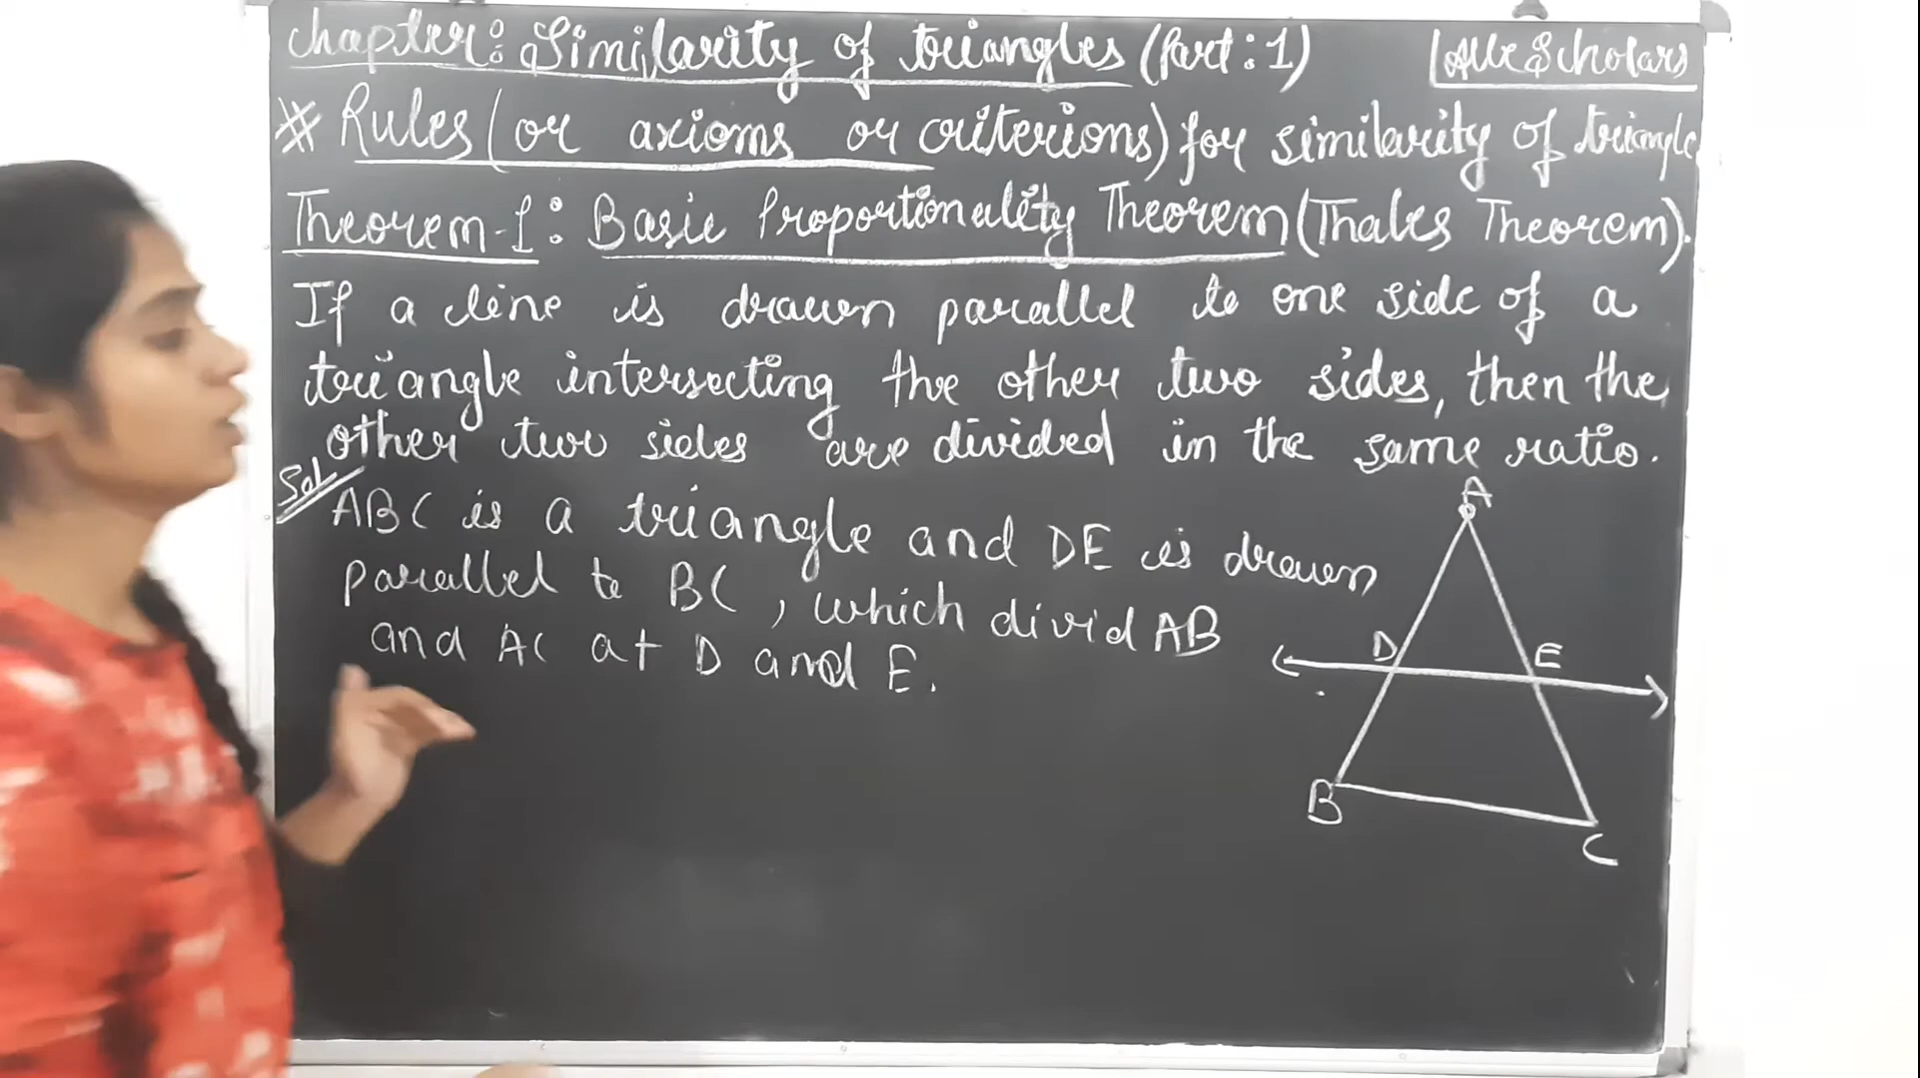 Chapter: Similarity of triangles (Part: 1)
All Scholars
* Rules (or axioms or criterions) for similarity of triangle
Theorem-1: Basic Proportionality Theorem (Thales Theorem).
If a line is drawn parallel to one side of a
triangle intersecting the other two sides, then the
other two sides are divided in the same ratio.
Sol
ABC is a triangle and DE is drawn
parallel to BC, which divid AB
and AC at D and E.
A
D
E
B
C